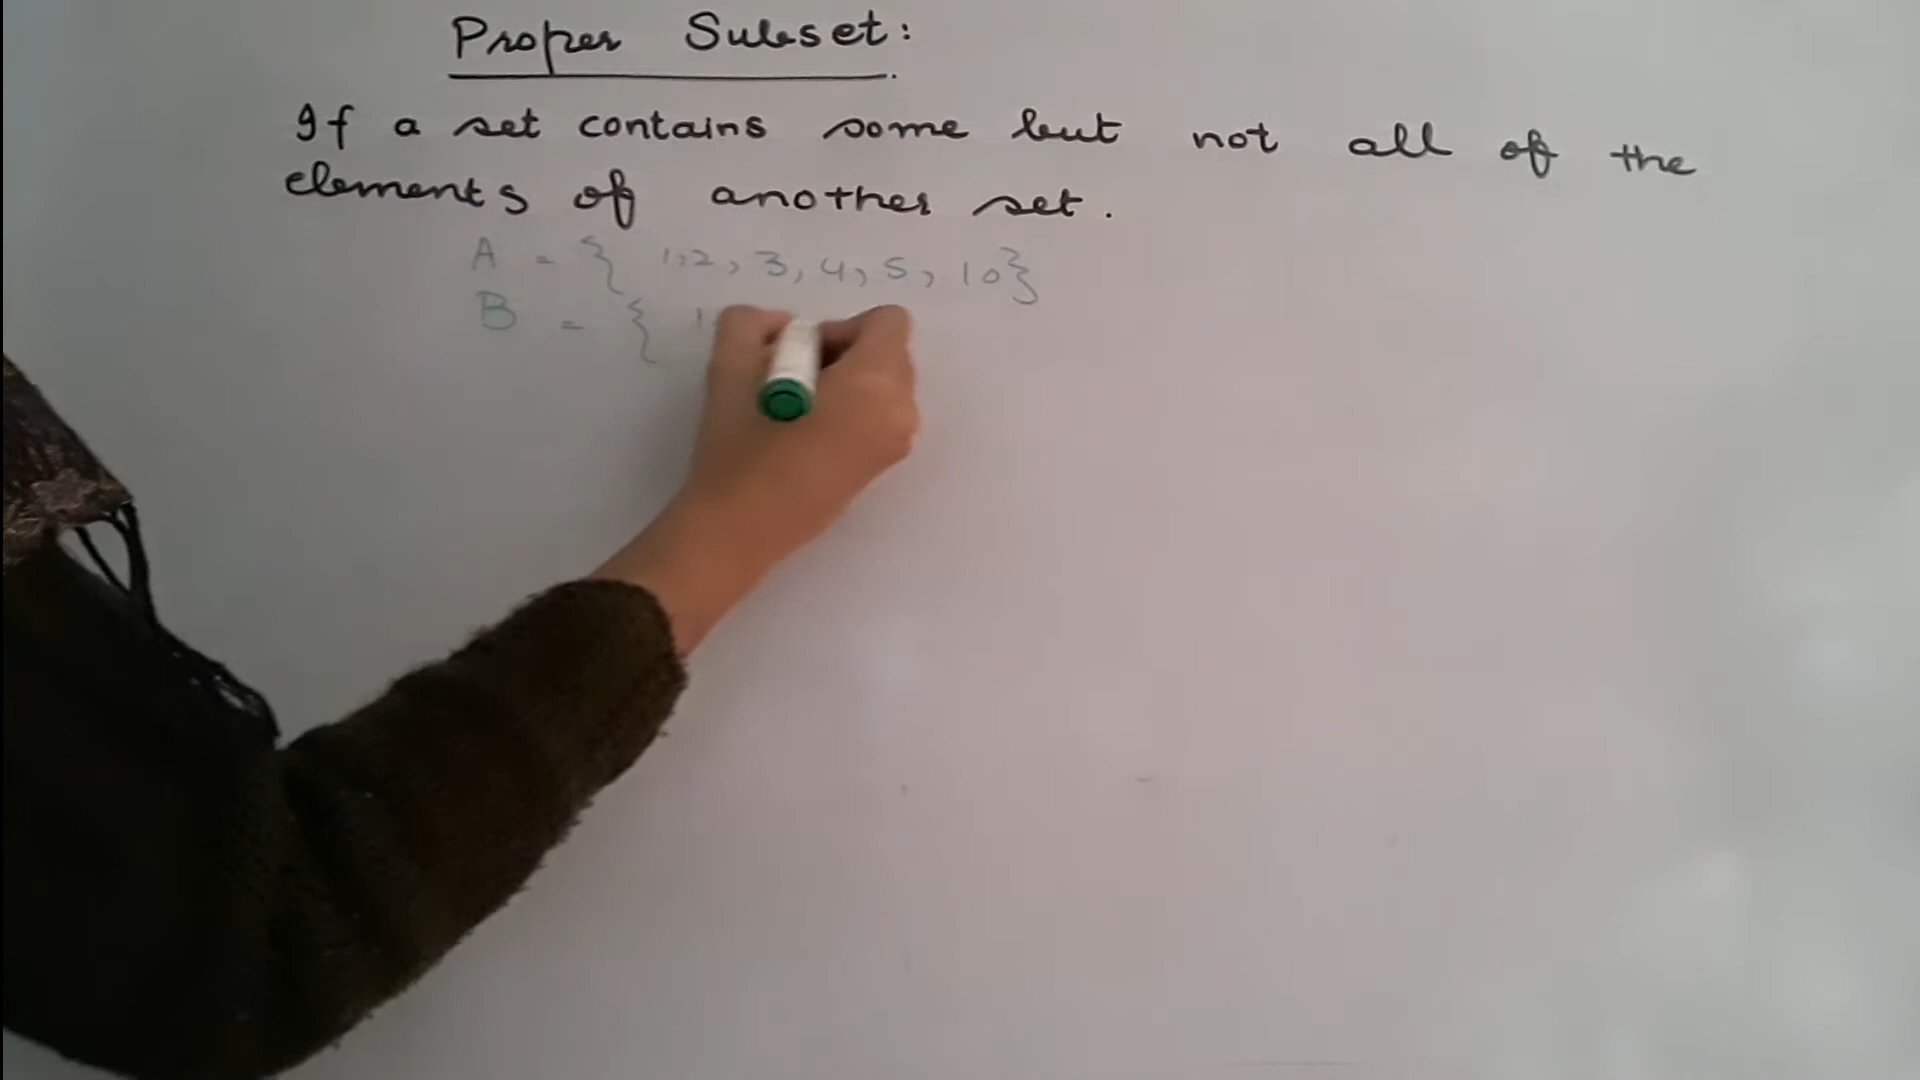 Proper Subset:
If a set contains some but not all of the
elements of another set.
A = { 1,2, 3, 4, 5, 10}
B = { 1